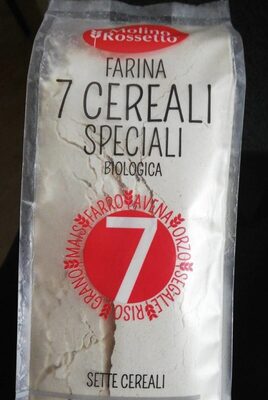 Molino
Rossetto
FARINA
7 CEREALI
SPECIALI
BIOLOGICA
GRANO MAIS FARRO AVENA ORZO SEGALE RISO
7
SETTE CEREALI